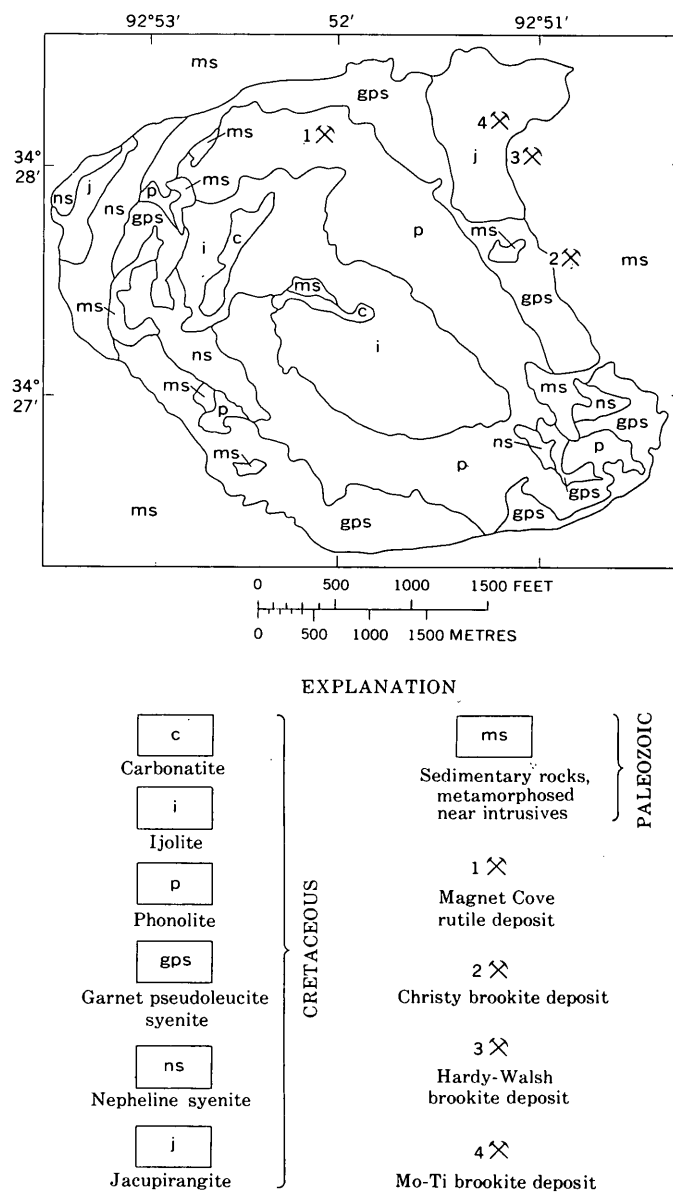 92°53′ 52′ 92°51′
ms
gps
ms
1
4
j
3
34°
28′
ms
j
ns
p
ns
gps
i
c
p
ms
2
ms
ms
gps
ms
c
i
ns
ms
34°
27′
ms
p
ns
gps
ns
p
ms
p
gps
ms
gps
gps
0 500 1000 1500 FEET
0 500 1000 1500 METRES
EXPLANATION
c
Carbonatite
i
Ijolite
p
Phonolite
gps
Garnet pseudoleucite
syenite
ns
Nepheline syenite
j
Jacupirangite
CRETACEOUS
ms
Sedimentary rocks,
metamorphosed
near intrusives
PALEOZOIC
1
Magnet Cove
rutile deposit
2
Christy brookite deposit
3
Hardy-Walsh
brookite deposit
4
Mo-Ti brookite deposit